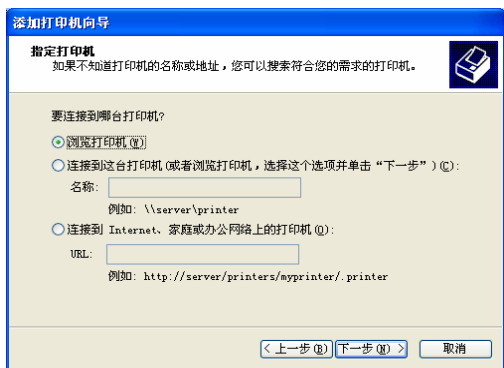 添加打印机向导
指定打印机
如果不知道打印机的名称或地址，您可以搜索符合您的需求的打印机。
要连接到哪台打印机?
浏览打印机(W)
连接到这台打印机(或者浏览打印机，选择这个选项并单击“下一步”)(C):
名称:
例如: \\server\printer
连接到 Internet、家庭或办公网络上的打印机(O):
URL:
例如: http://server/printers/myprinter/.printer
< 上一步(B) 下一步(N) > 取消